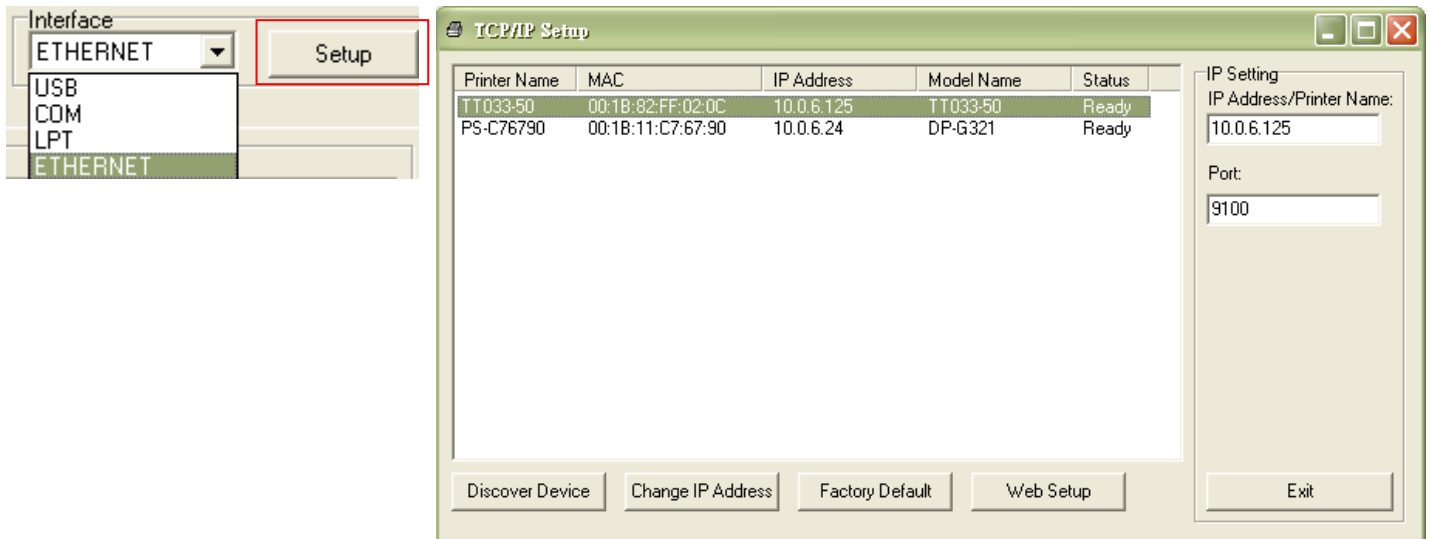 Interface
ETHERNET
Setup
USB
COM
LPT
ETHERNET
TCP/IP Setup
Printer Name MAC IP Address Model Name Status
TT033-50 00:1B:82:FF:02:0C 10.0.6.125 TT033-50 Ready
PS-C76790 00:1B:11:C7:67:90 10.0.6.24 DP-G321 Ready
IP Setting
IP Address/Printer Name:
10.0.6.125
Port:
9100
Discover Device Change IP Address Factory Default Web Setup Exit